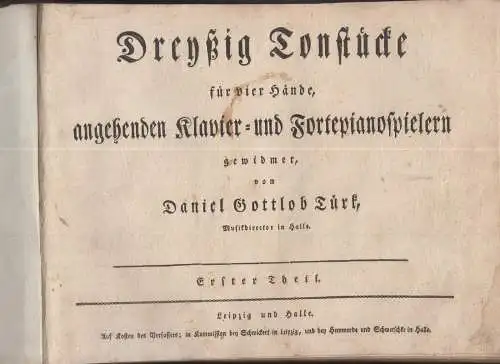 Dreyßig Tonstücke
für vier Hände,
angehenden Klavier- und Fortepianospielern
gewidmet,
von
Daniel Gottlob Türk,
Musikdirector in Halle.
Erster Theil.
Leipzig und Halle.
Auf Kosten des Verfassers; in Kommission bey Schwickert in Leipzig, und bey Hemmerde und Schwetschke in Halle.